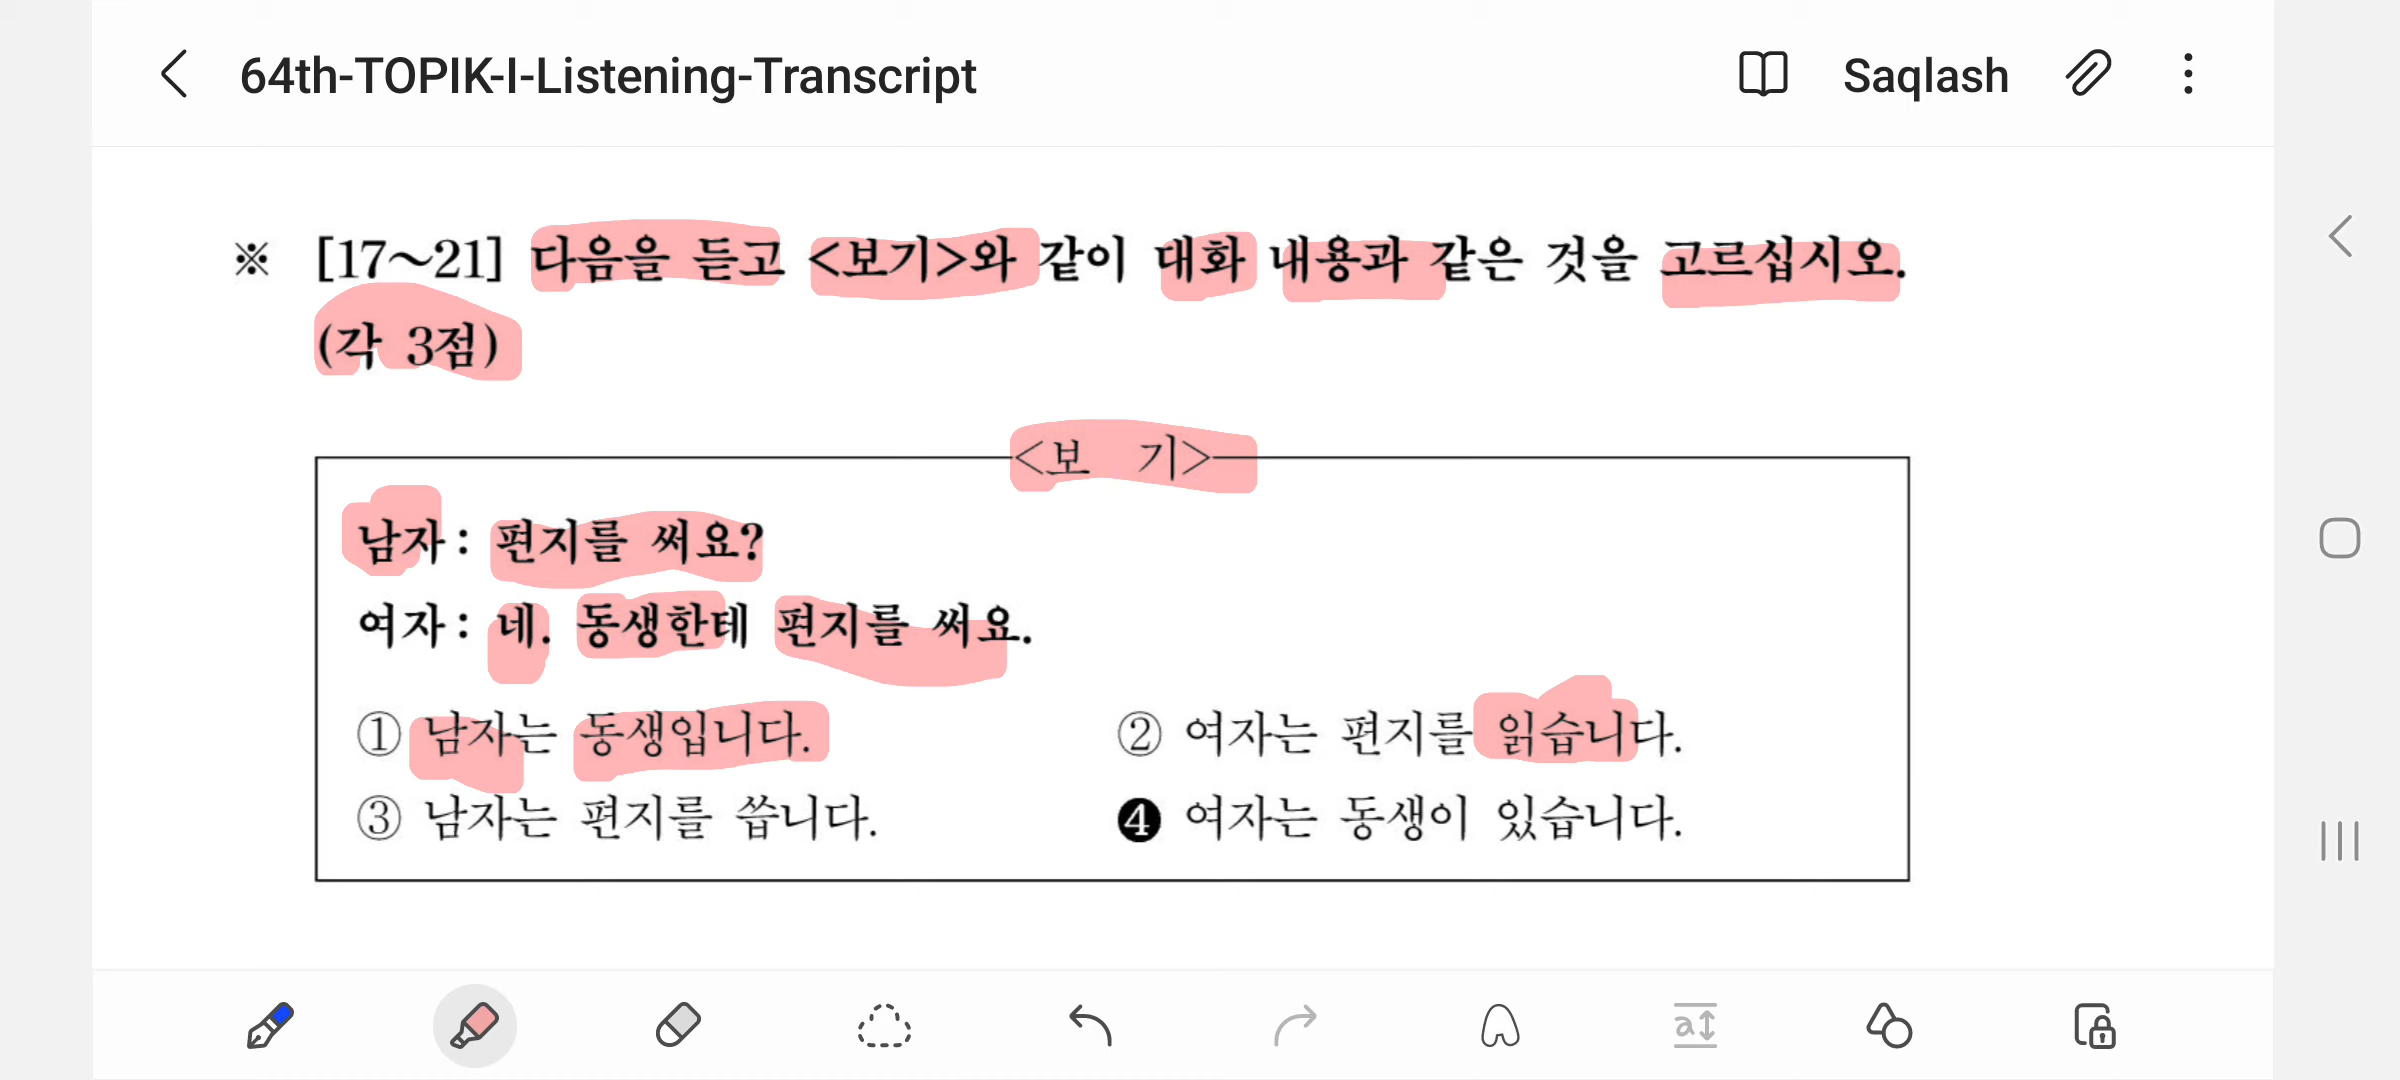 64th-TOPIK-I-Listening-Transcript Saqlash
※ [17~21] 다음을 듣고 <보기>와 같이 대화 내용과 같은 것을 고르십시오.
(각 3점)
<보 기>
남자: 편지를 써요?
여자: 네. 동생한테 편지를 써요.
① 남자는 동생입니다. ② 여자는 편지를 읽습니다.
③ 남자는 편지를 씁니다. ❹ 여자는 동생이 있습니다.
a